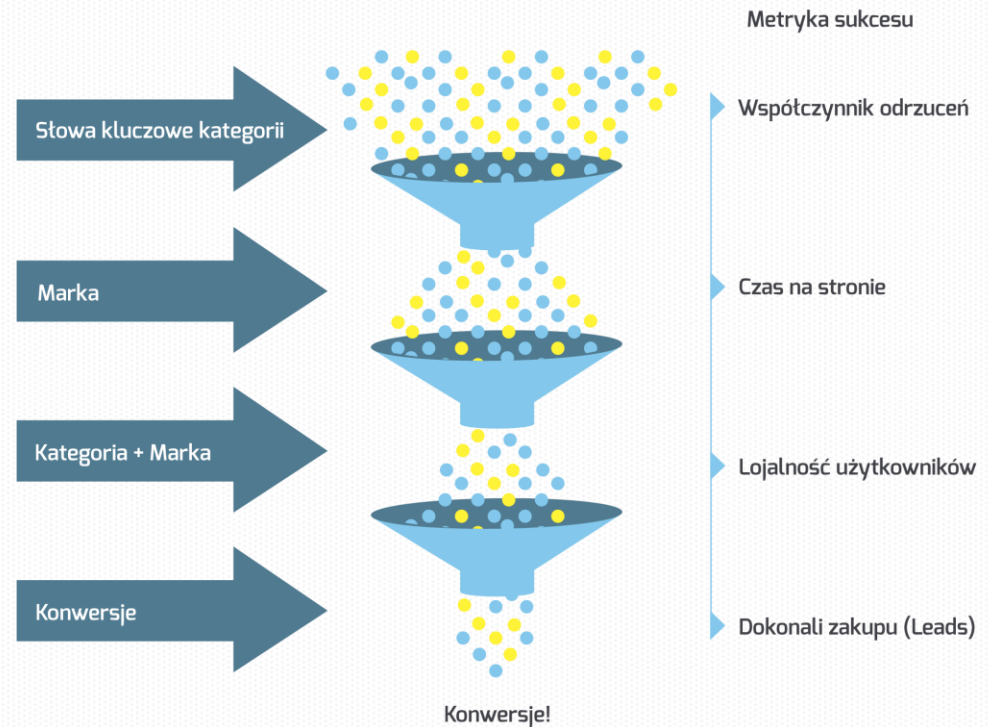 Metryka sukcesu
Słowa kluczowe kategorii
Współczynnik odrzuceń
Marka
Czas na stronie
Kategoria + Marka
Lojalność użytkowników
Konwersje
Dokonali zakupu (Leads)
Konwersje!